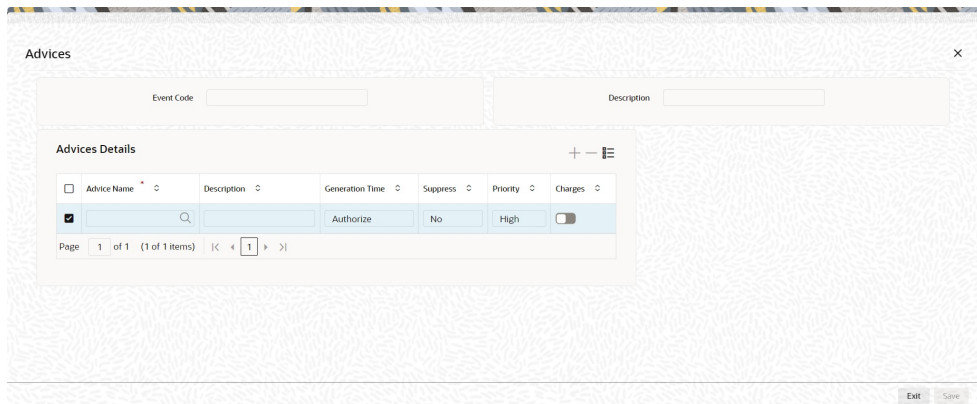 Advices
Event Code
Description
Advices Details
Advice Name * Description Generation Time Suppress Priority Charges
Authorize No High
Page 1 of 1 (1 of 1 items) 1
Exit Save